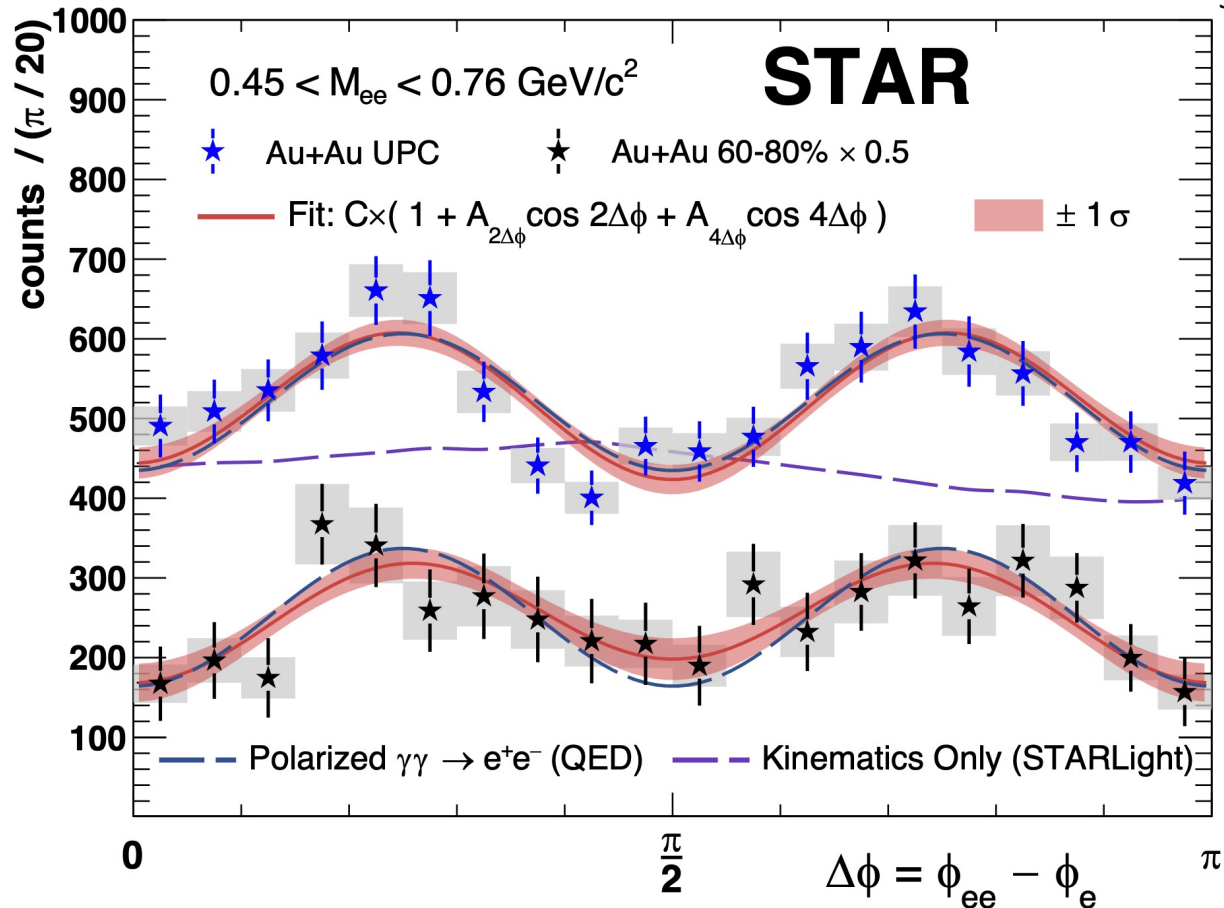 counts / (π / 20)
1000
900
800
700
600
500
400
300
200
100
0.45 < M_ee < 0.76 GeV/c²
STAR
Au+Au UPC
Au+Au 60-80% × 0.5
Fit: C×( 1 + A_2Δϕ cos 2Δϕ + A_4Δϕ cos 4Δϕ )
± 1 σ
Polarized γγ → e⁺e⁻ (QED)
Kinematics Only (STARLight)
0
π/2
π
Δϕ = ϕ_ee − ϕ_e